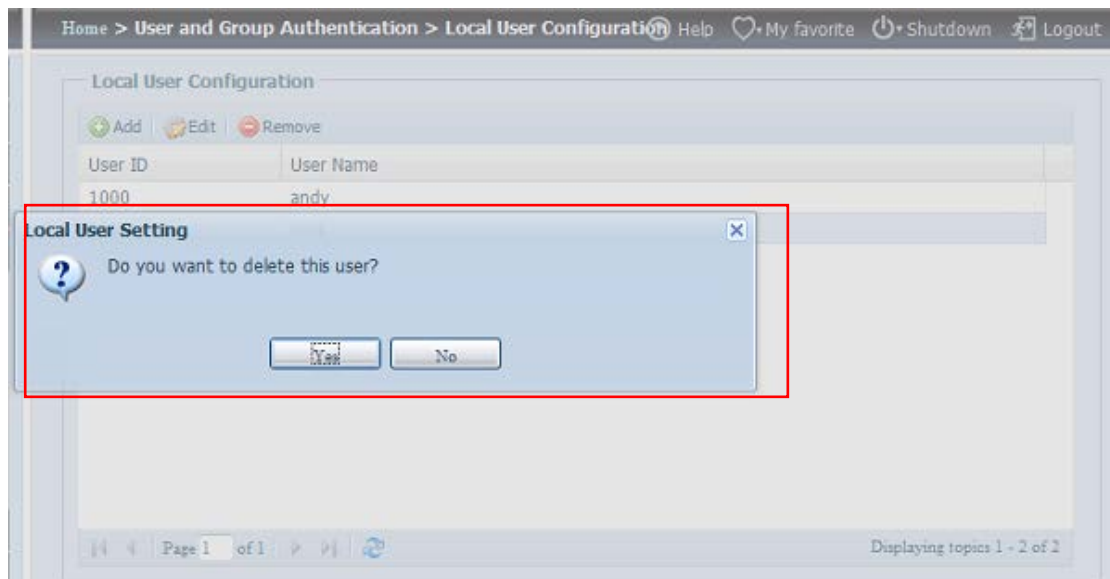 Home > User and Group Authentication > Local User Configuration Help My favorite Shutdown Logout
Local User Configuration
Add Edit Remove
User ID User Name
1000 andy
Local User Setting
Do you want to delete this user?
Yes No
Page 1 of 1 Displaying topics 1 - 2 of 2